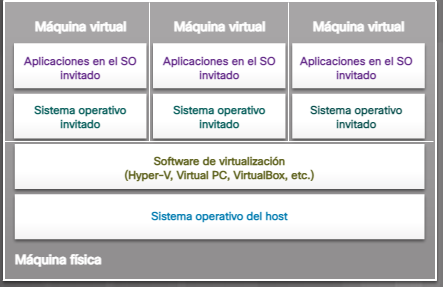 Máquina virtual
Máquina virtual
Máquina virtual
Aplicaciones en el SO
invitado
Aplicaciones en el SO
invitado
Aplicaciones en el SO
invitado
Sistema operativo
invitado
Sistema operativo
invitado
Sistema operativo
invitado
Software de virtualización
(Hyper-V, Virtual PC, VirtualBox, etc.)
Sistema operativo del host
Máquina física